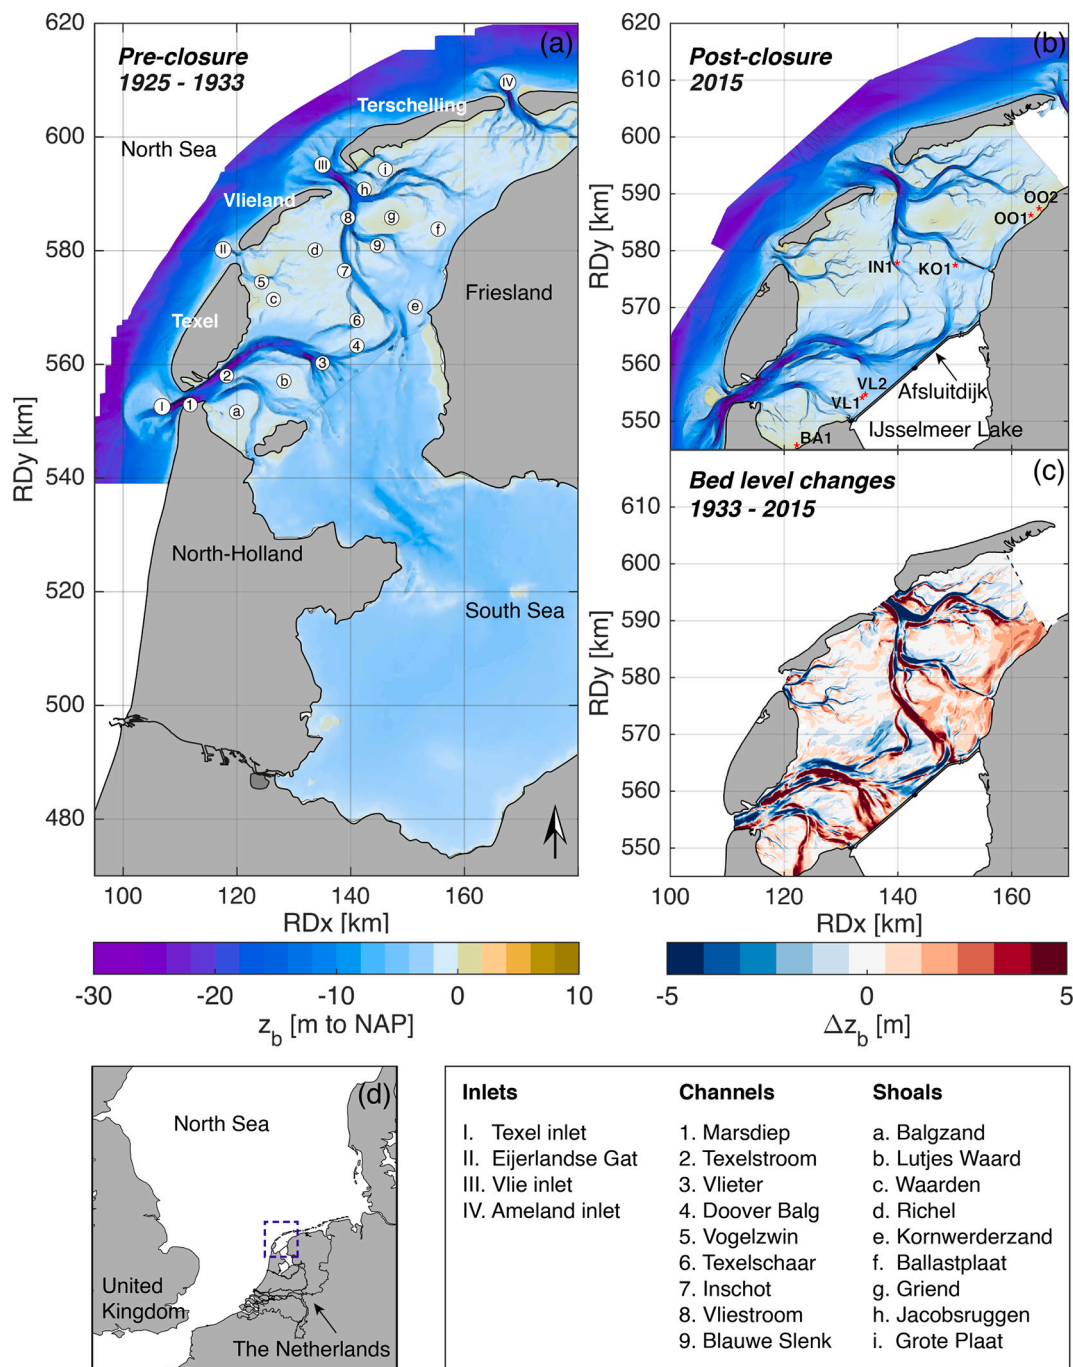 Pre-closure
1925 - 1933
(a)
620
600
580
560
540
520
500
480
RDy [km]
100
120
140
160
RDx [km]
North Sea
Terschelling
Vlieland
Texel
Friesland
North-Holland
South Sea
IV
III
i
h
8
g
f
II
d
9
7
5
c
e
6
4
3
2
b
I
1
a
Post-closure
2015
(b)
620
610
600
590
580
570
560
550
RDy [km]
OO2
OO1
IN1
KO1
VL2
VL1
BA1
Afsluitdijk
IJsselmeer Lake
Bed level changes
1933 - 2015
(c)
610
600
590
580
570
560
550
RDy [km]
100
120
140
160
RDx [km]
-30
-20
-10
0
10
z_b [m to NAP]
-5
0
5
Δz_b [m]
(d)
North Sea
United
Kingdom
The Netherlands
Inlets
I. Texel inlet
II. Eijerlandse Gat
III. Vlie inlet
IV. Ameland inlet
Channels
1. Marsdiep
2. Texelstroom
3. Vlieter
4. Doover Balg
5. Vogelzwin
6. Texelschaar
7. Inschot
8. Vliestroom
9. Blauwe Slenk
Shoals
a. Balgzand
b. Lutjes Waard
c. Waarden
d. Richel
e. Kornwerderzand
f. Ballastplaat
g. Griend
h. Jacobsruggen
i. Grote Plaat